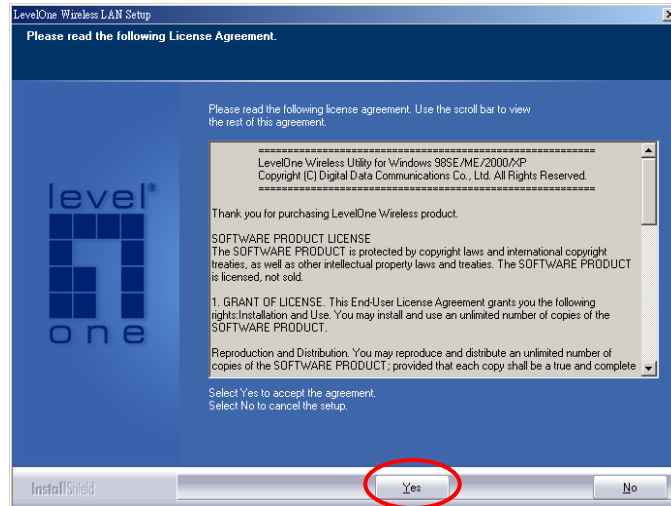 LevelOne Wireless LAN Setup
Please read the following License Agreement.
Please read the following license agreement. Use the scroll bar to view
the rest of this agreement.
============================================================
LevelOne Wireless Utility for Windows 98SE/ME/2000/XP
Copyright (C) Digital Data Communications Co., Ltd. All Rights Reserved.
============================================================
Thank you for purchasing LevelOne Wireless product.
SOFTWARE PRODUCT LICENSE
The SOFTWARE PRODUCT is protected by copyright laws and international copyright
treaties, as well as other intellectual property laws and treaties. The SOFTWARE PRODUCT
is licensed, not sold.
1. GRANT OF LICENSE. This End-User License Agreement grants you the following
rights:Installation and Use. You may install and use an unlimited number of copies of the
SOFTWARE PRODUCT.
Reproduction and Distribution. You may reproduce and distribute an unlimited number of
copies of the SOFTWARE PRODUCT; provided that each copy shall be a true and complete
Select Yes to accept the agreement.
Select No to cancel the setup.
level®
one
InstallShield
Yes
No